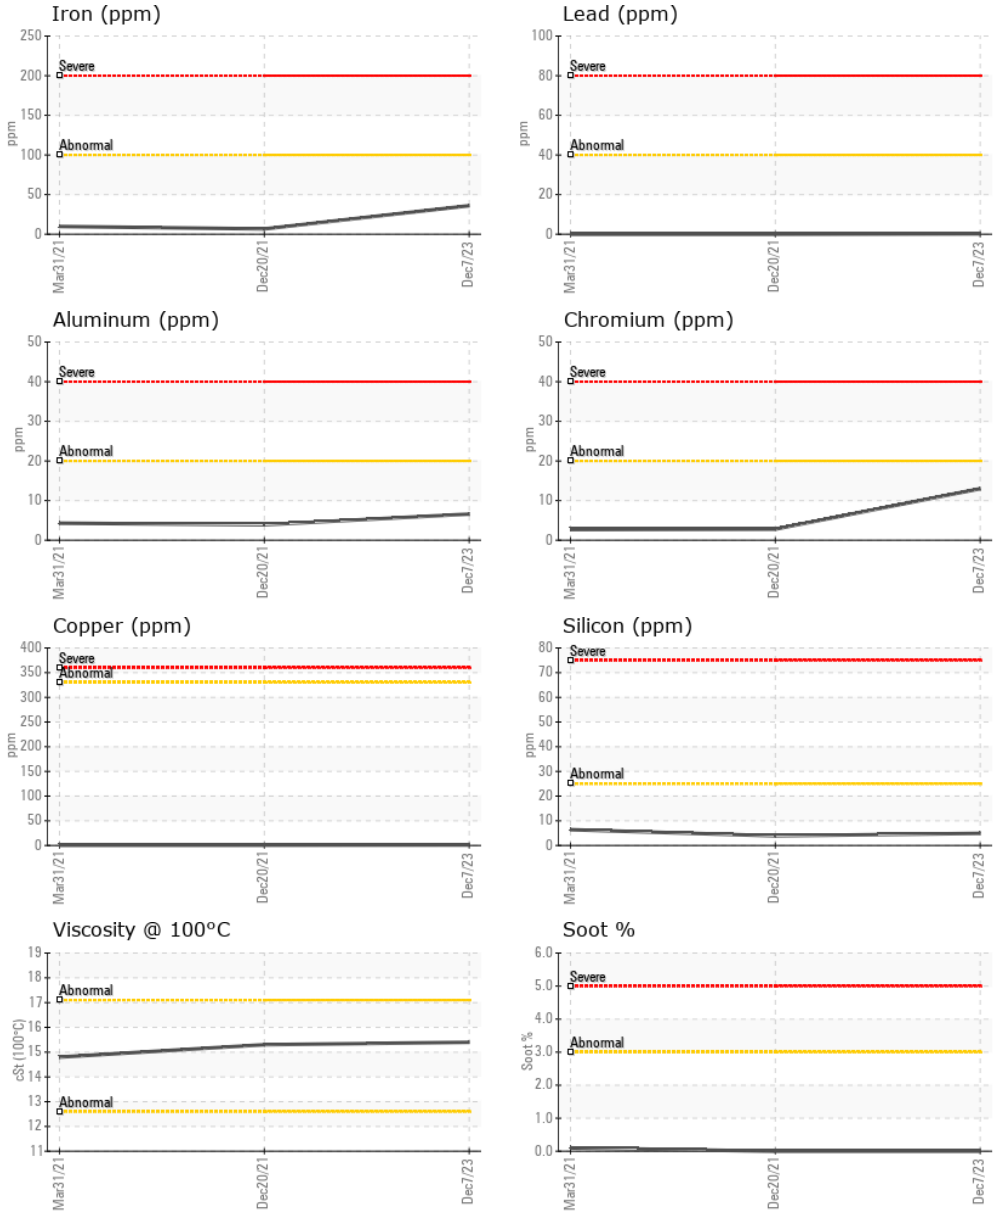 Iron (ppm)
250
200
150
100
50
0
ppm
Severe
Abnormal
Mar31/21
Dec20/21
Dec7/23
Lead (ppm)
100
80
60
40
20
0
ppm
Severe
Abnormal
Mar31/21
Dec20/21
Dec7/23
Aluminum (ppm)
50
40
30
20
10
0
ppm
Severe
Abnormal
Mar31/21
Dec20/21
Dec7/23
Chromium (ppm)
50
40
30
20
10
0
ppm
Severe
Abnormal
Mar31/21
Dec20/21
Dec7/23
Copper (ppm)
400
350
300
250
200
150
100
50
0
ppm
Severe
Abnormal
Mar31/21
Dec20/21
Dec7/23
Silicon (ppm)
80
70
60
50
40
30
20
10
0
ppm
Severe
Abnormal
Mar31/21
Dec20/21
Dec7/23
Viscosity @ 100°C
19
18
17
16
15
14
13
12
11
cSt (100°C)
Abnormal
Abnormal
Mar31/21
Dec20/21
Dec7/23
Soot %
6.0
5.0
4.0
3.0
2.0
1.0
0.0
Soot %
Severe
Abnormal
Mar31/21
Dec20/21
Dec7/23